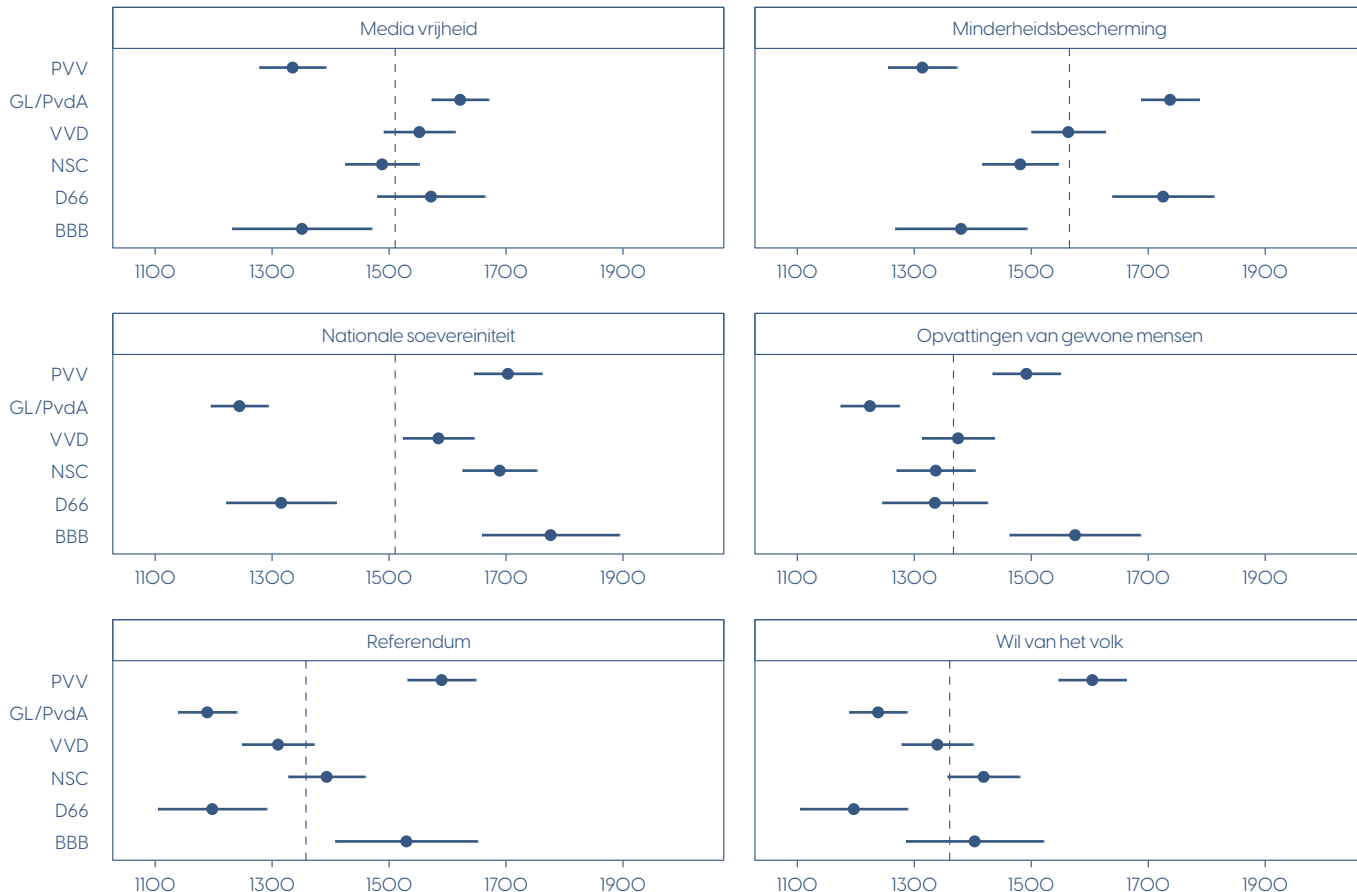 Media vrijheid
Minderheidsbescherming
PVV
GL/PvdA
VVD
NSC
D66
BBB
1100 1300 1500 1700 1900
1100 1300 1500 1700 1900
Nationale soevereiniteit
Opvattingen van gewone mensen
PVV
GL/PvdA
VVD
NSC
D66
BBB
1100 1300 1500 1700 1900
1100 1300 1500 1700 1900
Referendum
Wil van het volk
PVV
GL/PvdA
VVD
NSC
D66
BBB
1100 1300 1500 1700 1900
1100 1300 1500 1700 1900